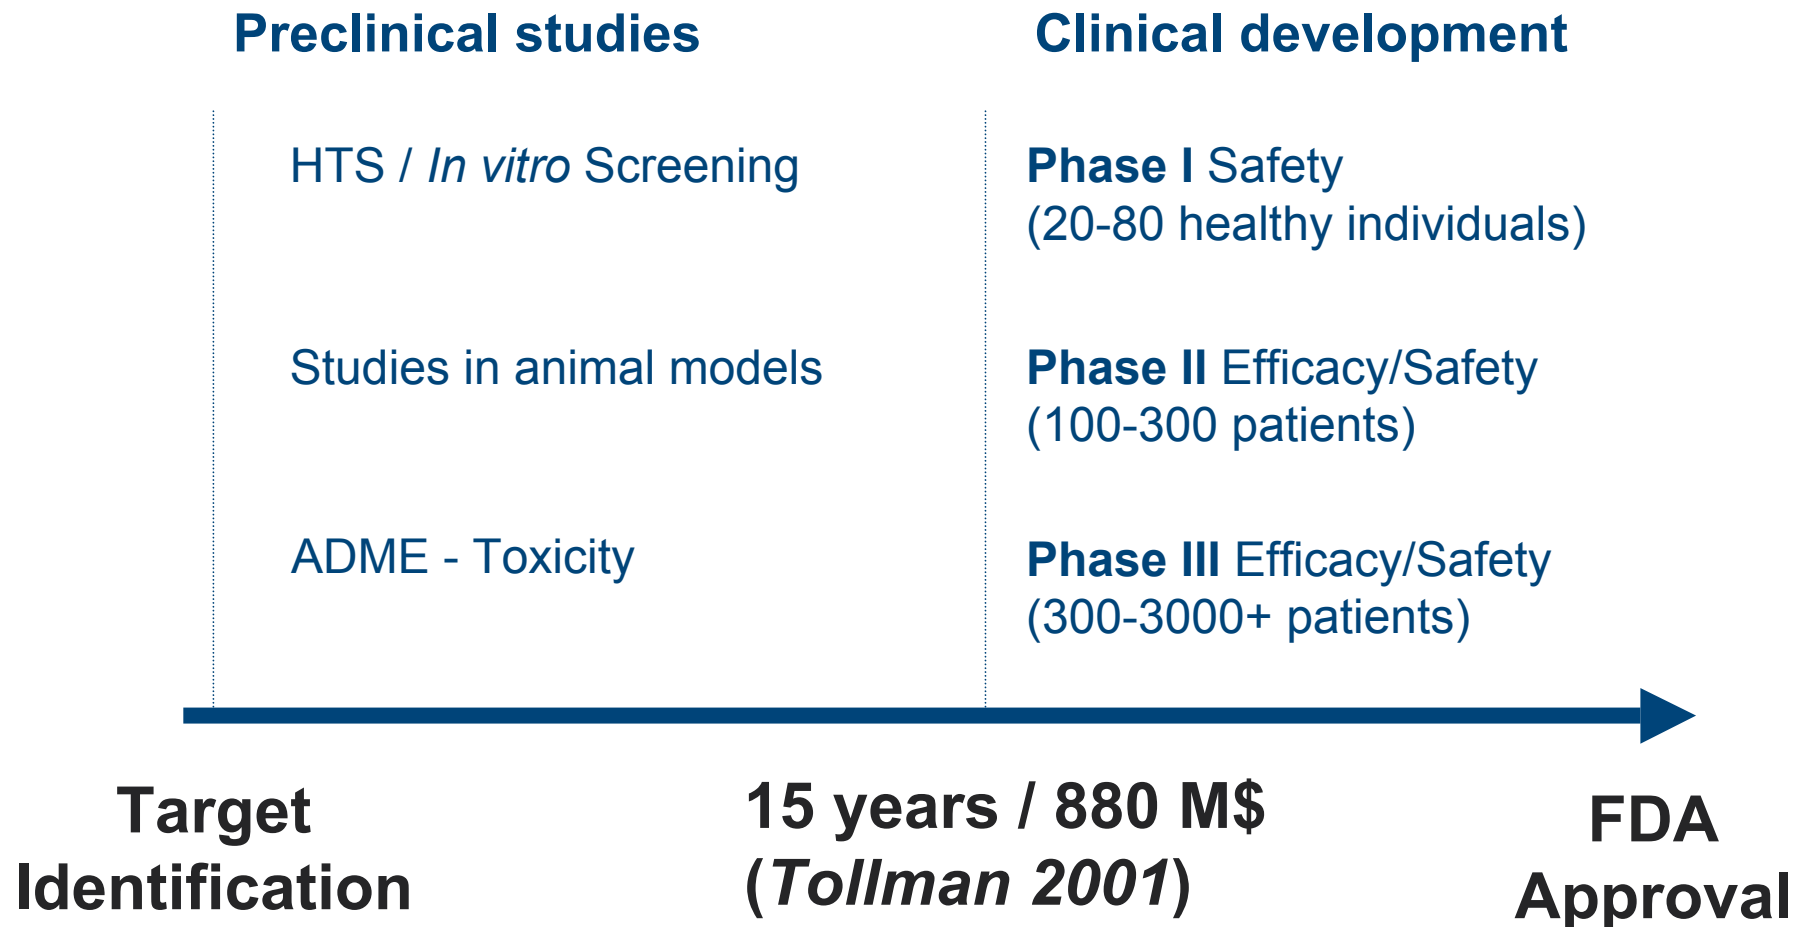 Preclinical studies
Clinical development
HTS / In vitro Screening
Studies in animal models
ADME - Toxicity
Phase I Safety
(20-80 healthy individuals)
Phase II Efficacy/Safety
(100-300 patients)
Phase III Efficacy/Safety
(300-3000+ patients)
Target
Identification
15 years / 880 M$
(Tollman 2001)
FDA
Approval